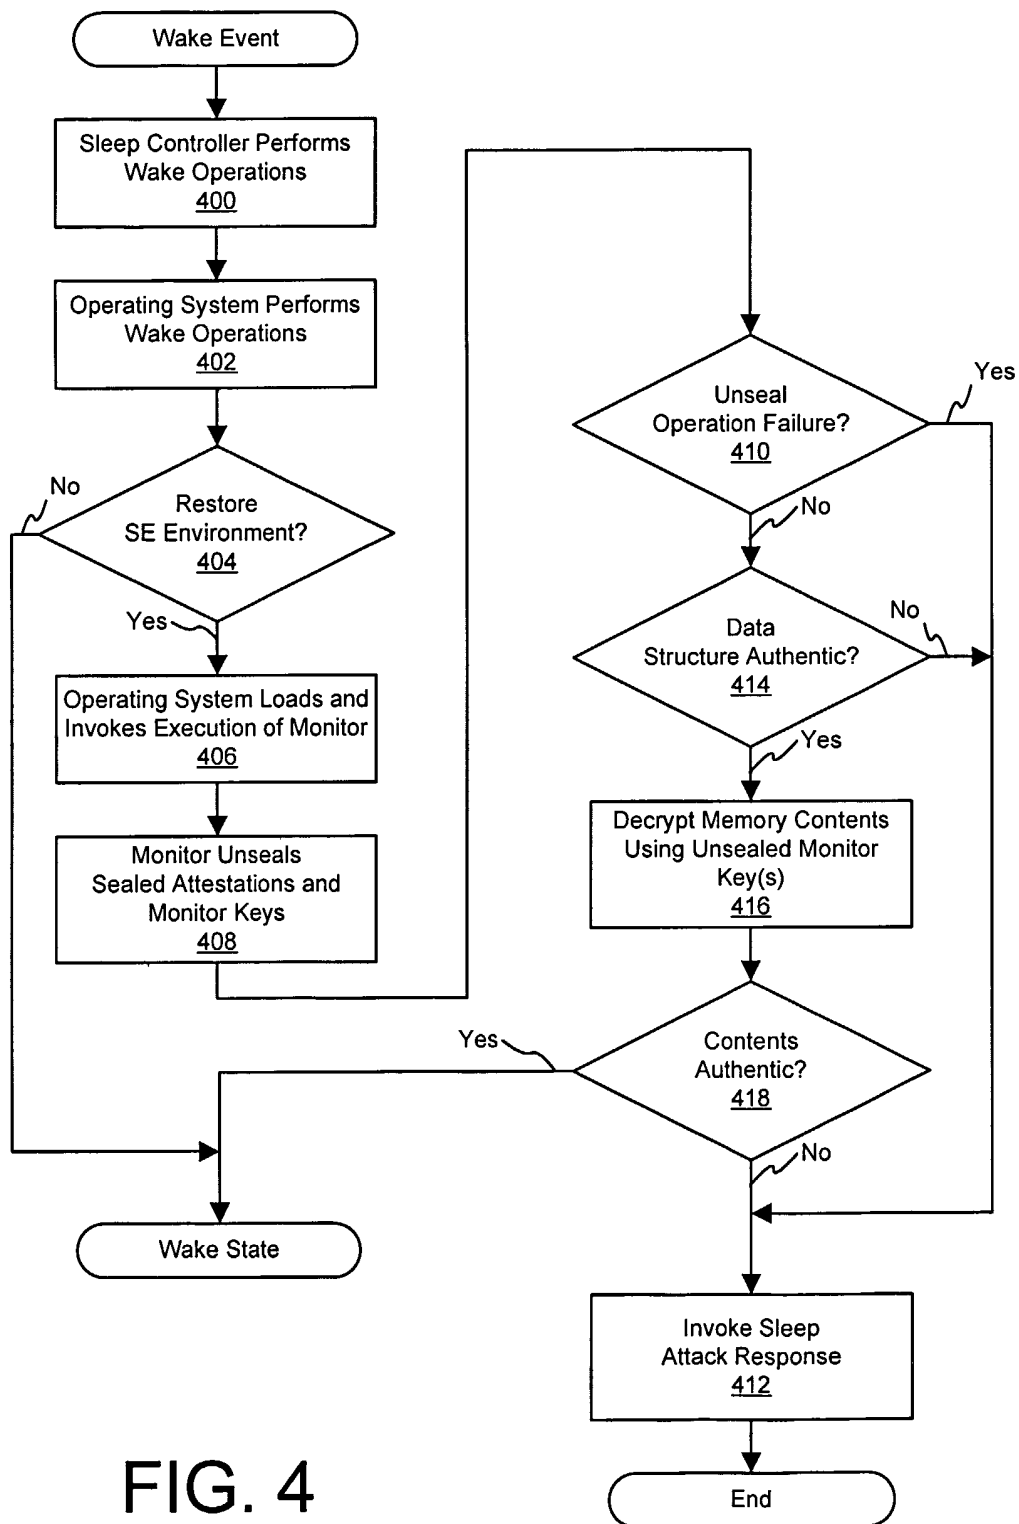 Wake Event
Sleep Controller Performs
Wake Operations
400
Operating System Performs
Wake Operations
402
No
Restore
SE Environment?
404
Yes
Operating System Loads and
Invokes Execution of Monitor
406
Monitor Unseals
Sealed Attestations and
Monitor Keys
408
Unseal
Operation Failure?
410
Yes
No
Data
Structure Authentic?
414
No
Yes
Decrypt Memory Contents
Using Unsealed Monitor
Key(s)
416
Contents
Authentic?
418
Yes
No
Wake State
Invoke Sleep
Attack Response
412
End
FIG. 4